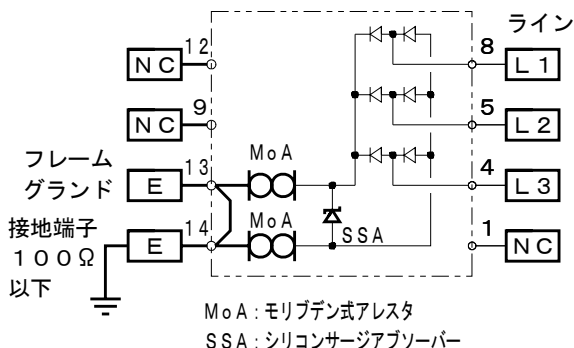 ライン
12
NC
8
L1
9
NC
5
L2
フレーム
グランド
13
E
MoA
4
L3
接地端子
100Ω
以下
14
E
MoA
SSA
1
NC
MoA:モリブデン式アレスタ
SSA:シリコンサージアブソーバー